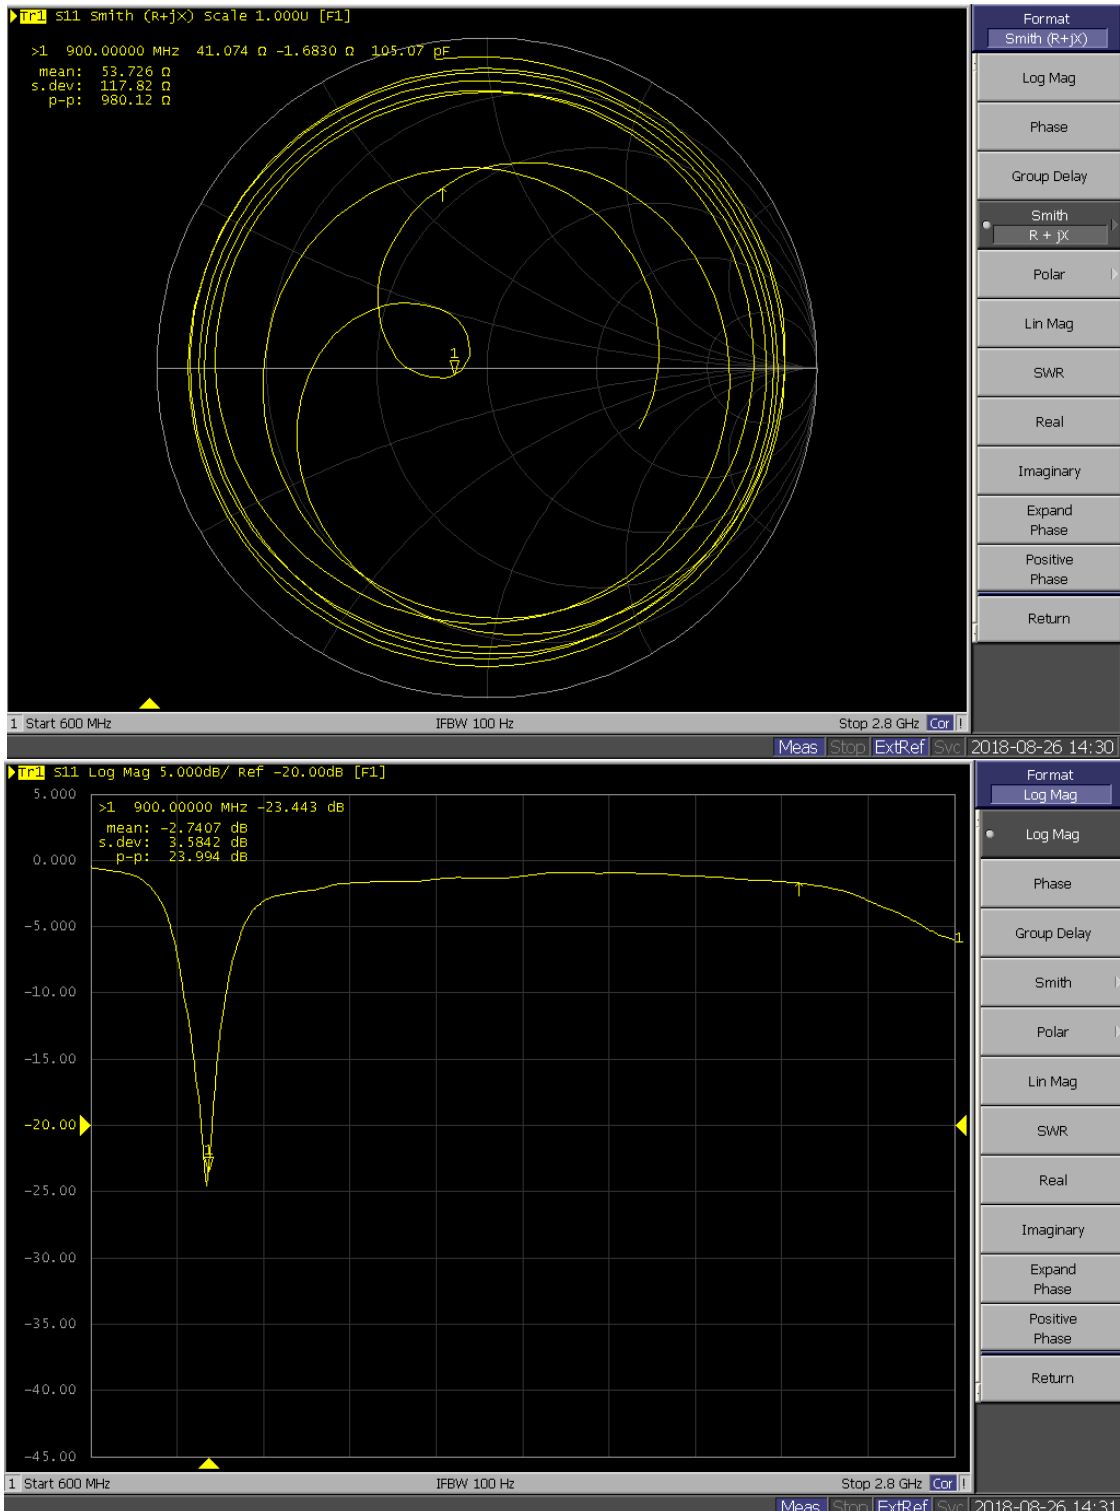 Tr1 S11 Smith (R+jX) Scale 1.000U [F1]
>1 900.00000 MHz 41.074 Ω -1.6830 Ω 105.07 pF
mean: 53.726 Ω
s.dev: 117.82 Ω
p-p: 980.12 Ω
1
1 Start 600 MHz IFBW 100 Hz Stop 2.8 GHz Cor !
Format
Smith (R+jX)
Log Mag
Phase
Group Delay
Smith
R + jX
Polar
Lin Mag
SWR
Real
Imaginary
Expand
Phase
Positive
Phase
Return
Meas Stop ExtRef Svc 2018-08-26 14:30
Tr1 S11 Log Mag 5.000dB/ Ref -20.00dB [F1]
5.000
>1 900.00000 MHz -23.443 dB
mean: -2.7407 dB
s.dev: 3.5842 dB
p-p: 23.994 dB
0.000
-5.000
1
-10.00
-15.00
-20.00
1
-25.00
-30.00
-35.00
-40.00
-45.00
1 Start 600 MHz IFBW 100 Hz Stop 2.8 GHz Cor !
Format
Log Mag
Log Mag
Phase
Group Delay
Smith
Polar
Lin Mag
SWR
Real
Imaginary
Expand
Phase
Positive
Phase
Return
Meas Stop ExtRef Svc 2018-08-26 14:31